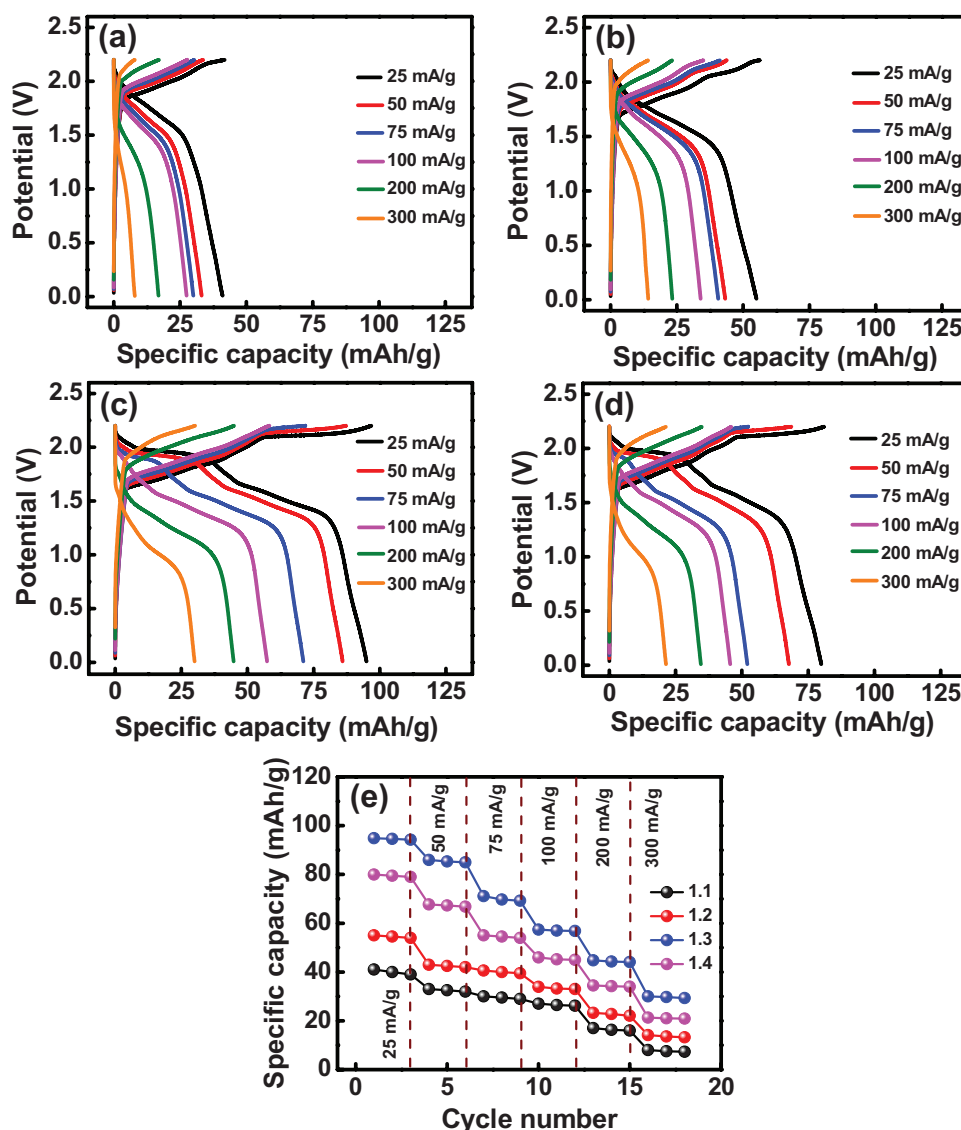 (a)
2.5
2.0
1.5
1.0
0.5
0.0
Potential (V)
25 mA/g
50 mA/g
75 mA/g
100 mA/g
200 mA/g
300 mA/g
0 25 50 75 100 125
Specific capacity (mAh/g)
(b)
2.5
2.0
1.5
1.0
0.5
0.0
Potential (V)
25 mA/g
50 mA/g
75 mA/g
100 mA/g
200 mA/g
300 mA/g
0 25 50 75 100 125
Specific capacity (mAh/g)
(c)
2.5
2.0
1.5
1.0
0.5
0.0
Potential (V)
25 mA/g
50 mA/g
75 mA/g
100 mA/g
200 mA/g
300 mA/g
0 25 50 75 100 125
Specific capacity (mAh/g)
(d)
2.5
2.0
1.5
1.0
0.5
0.0
Potential (V)
25 mA/g
50 mA/g
75 mA/g
100 mA/g
200 mA/g
300 mA/g
0 25 50 75 100 125
Specific capacity (mAh/g)
(e)
120
100
80
60
40
20
0
Specific capacity (mAh/g)
25 mA/g
50 mA/g
75 mA/g
100 mA/g
200 mA/g
300 mA/g
1.1
1.2
1.3
1.4
0 5 10 15 20
Cycle number